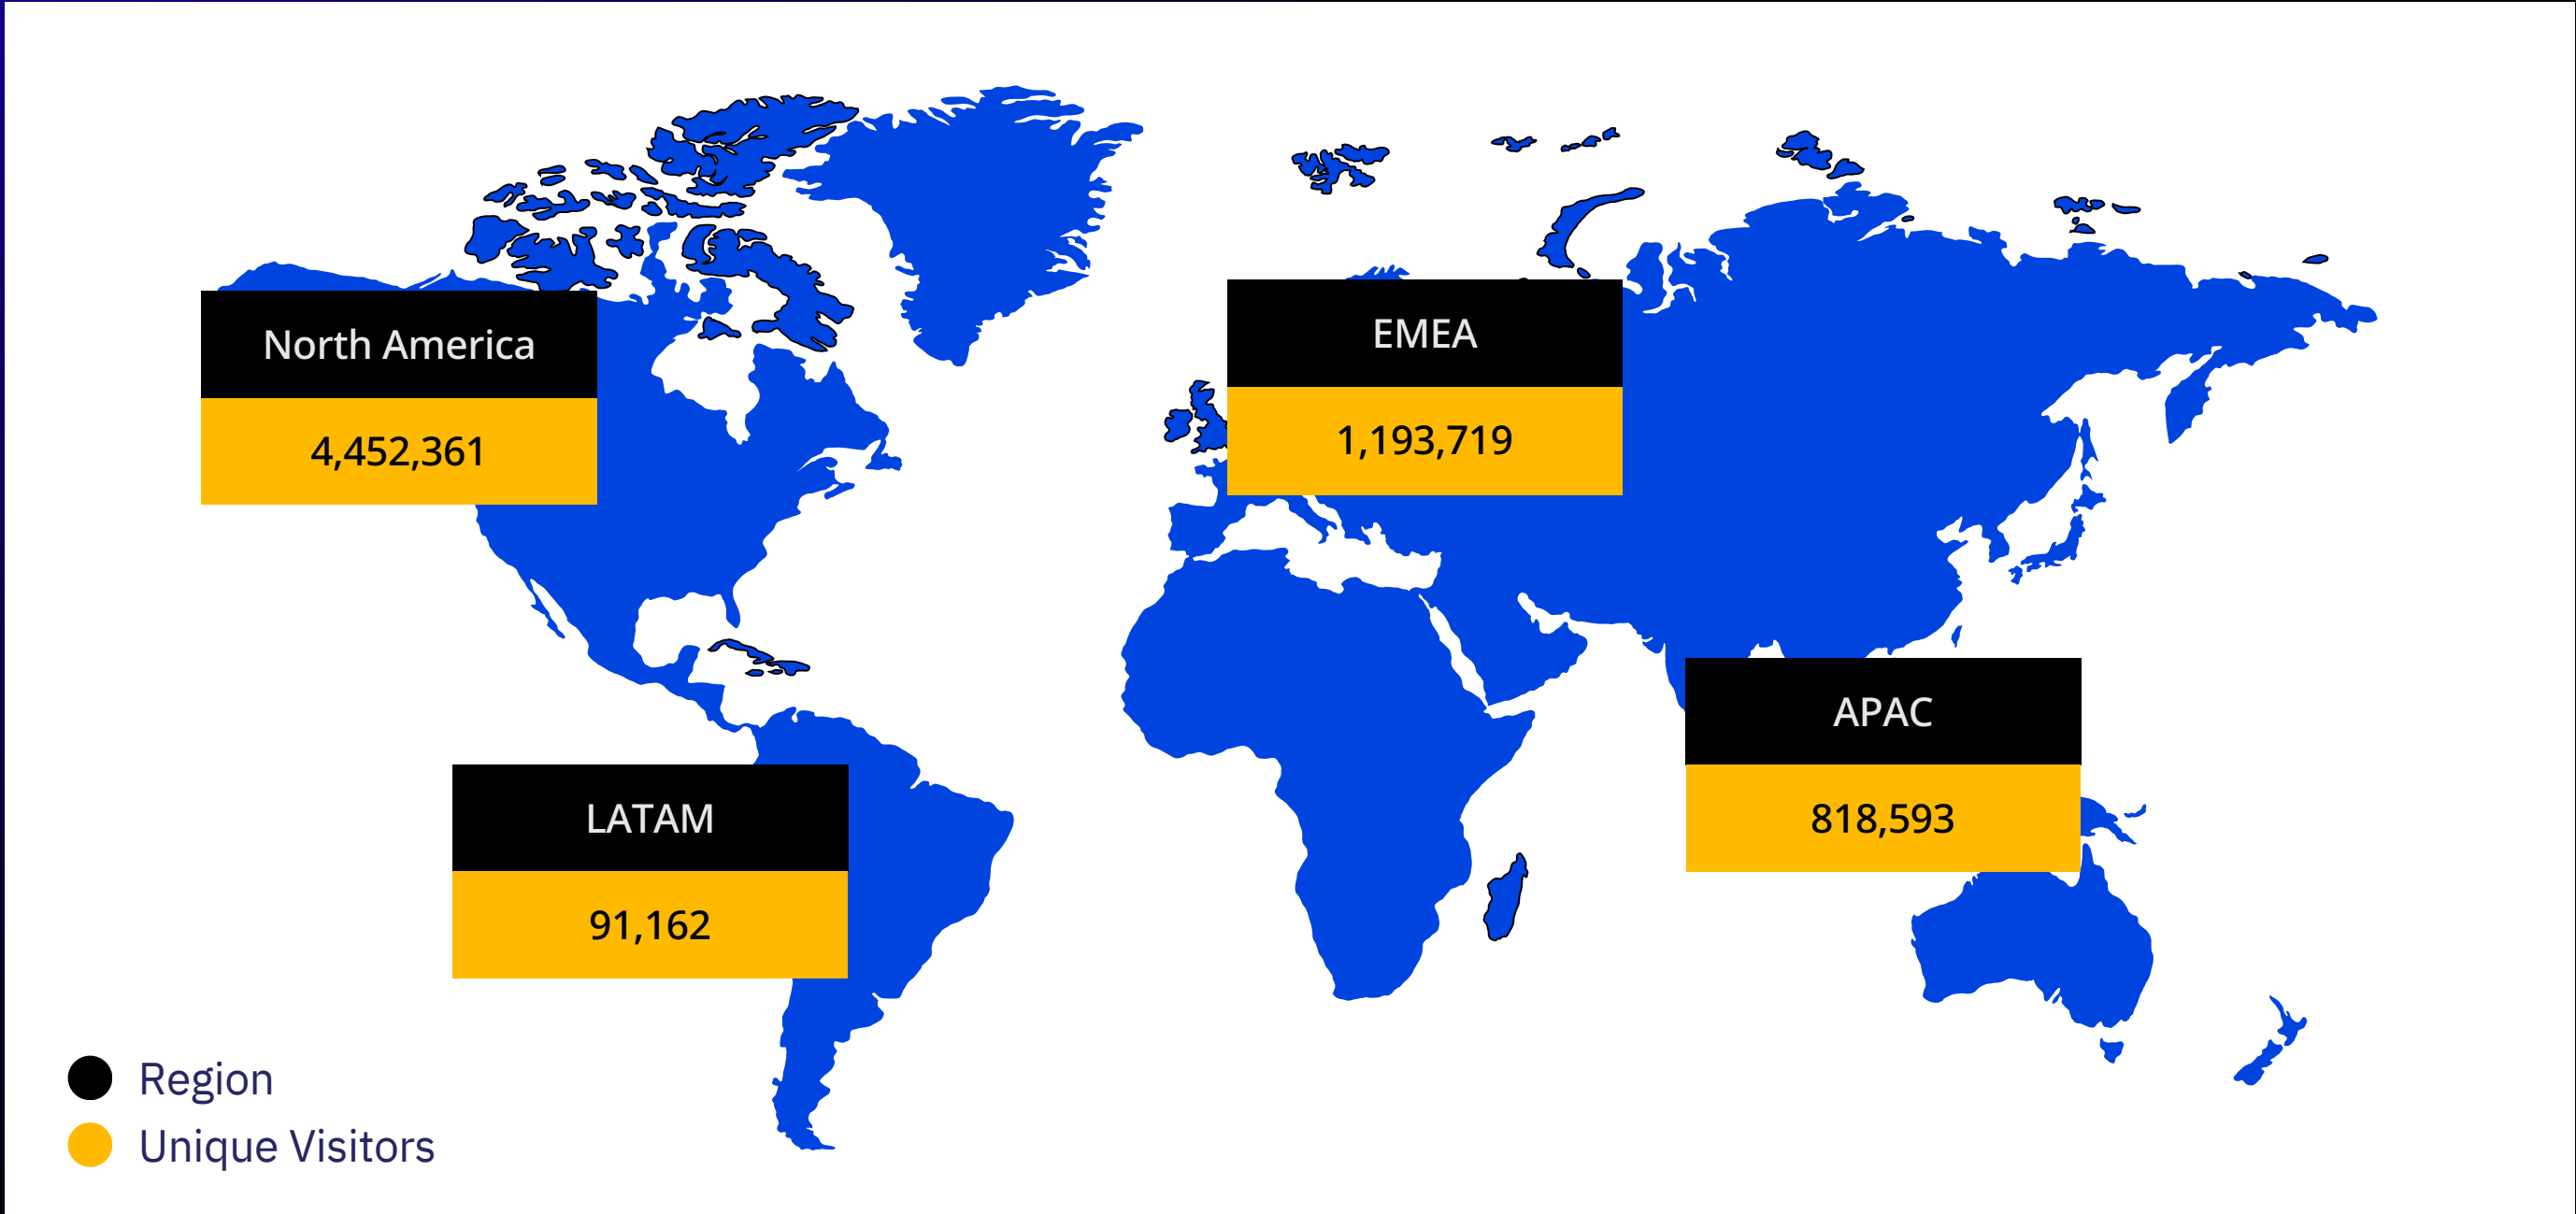 North America
4,452,361
EMEA
1,193,719
APAC
818,593
LATAM
91,162
Region
Unique Visitors